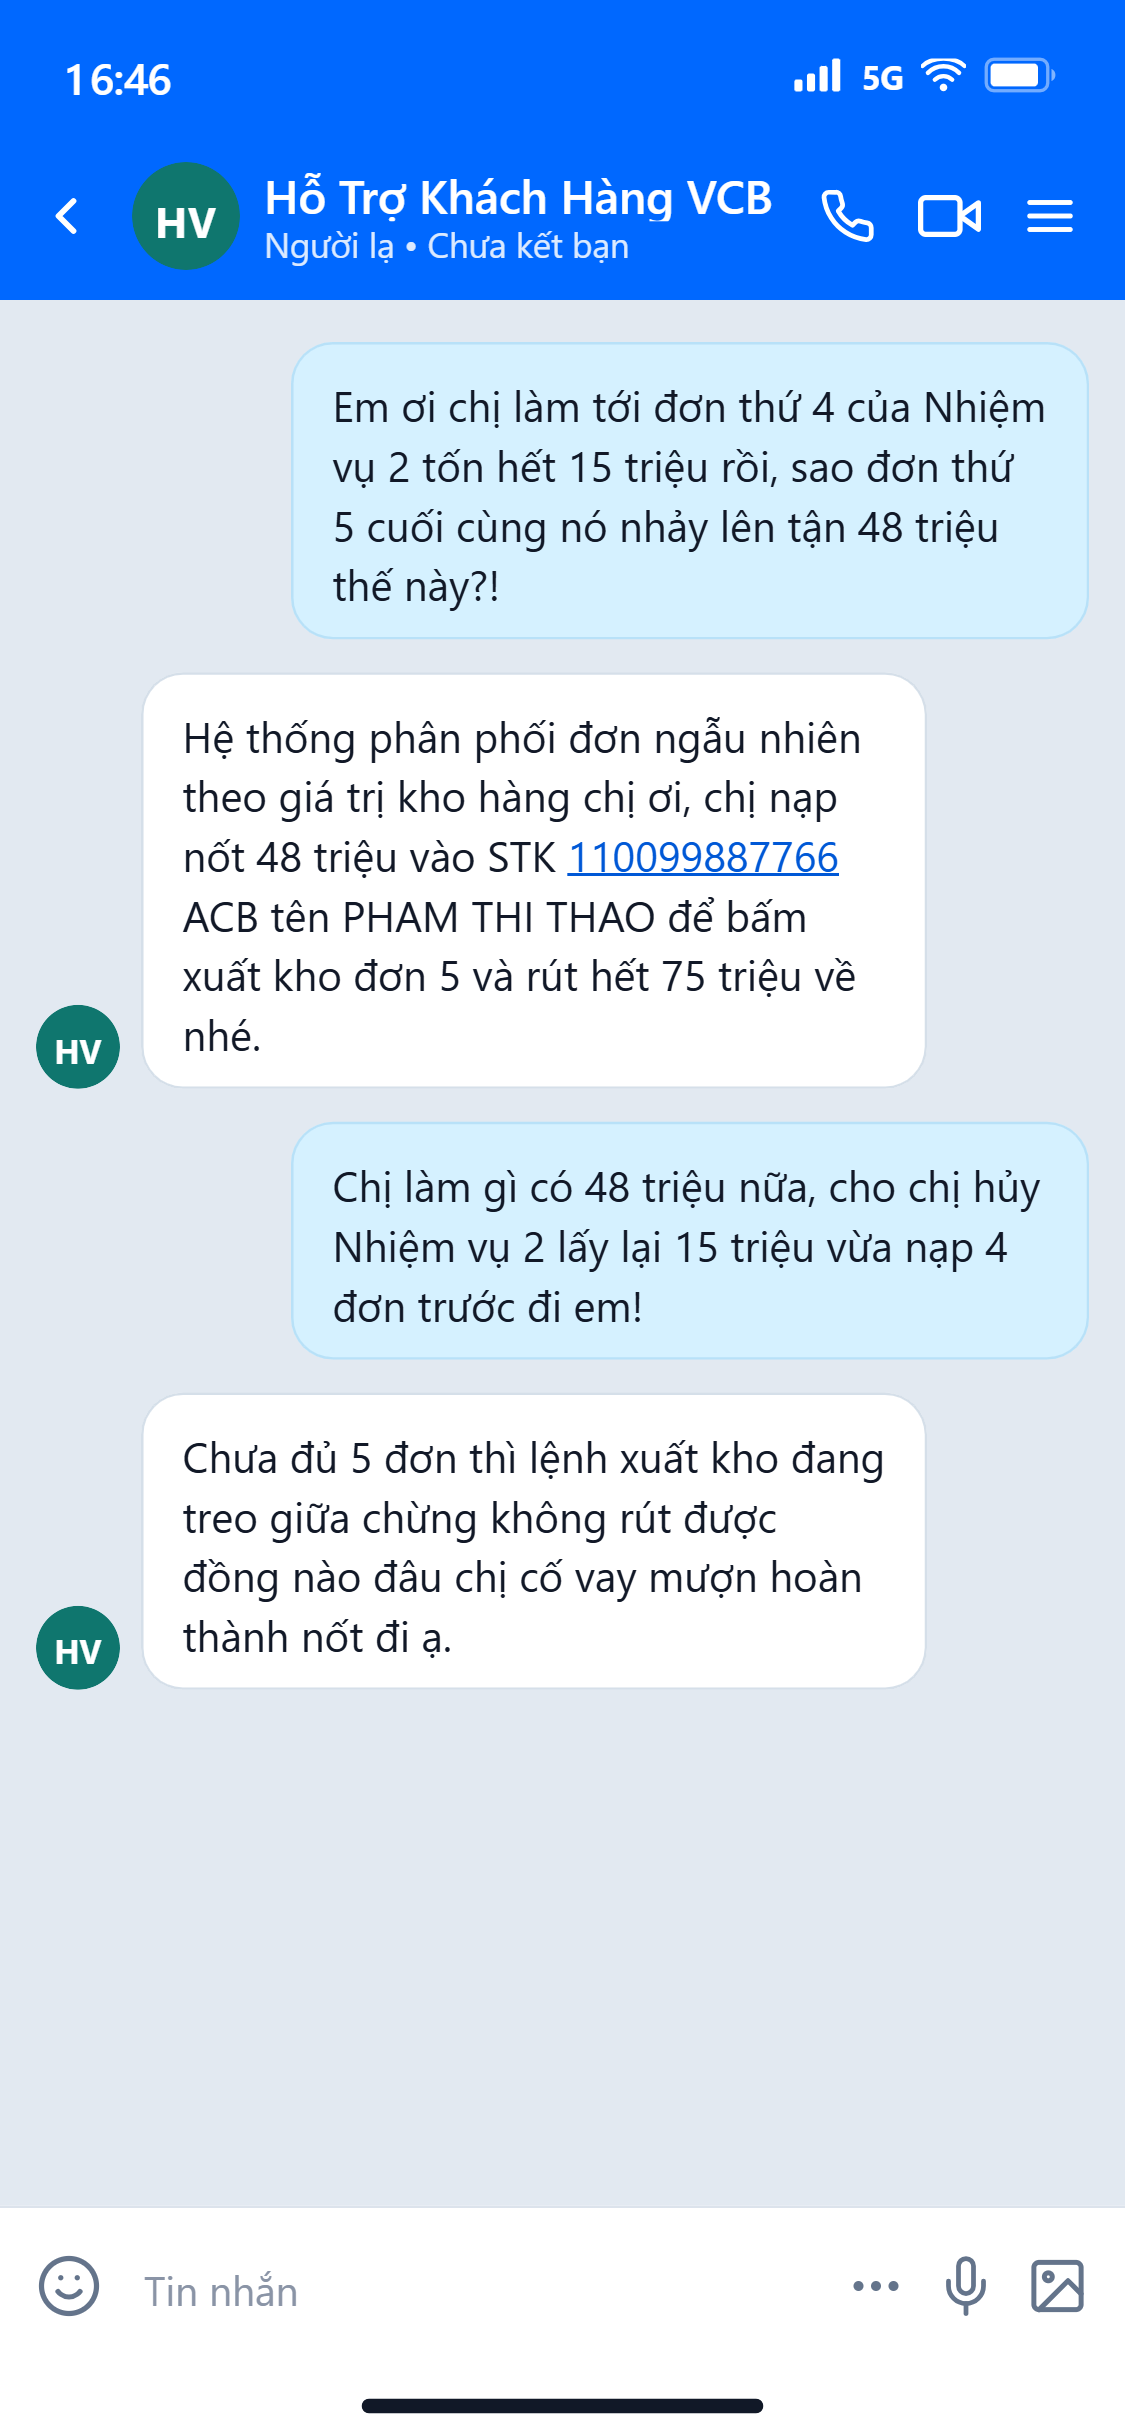 16:46
5G
HV
Hỗ Trợ Khách Hàng VCB
Người lạ • Chưa kết bạn
Em ơi chị làm tới đơn thứ 4 của Nhiệm
vụ 2 tốn hết 15 triệu rồi, sao đơn thứ
5 cuối cùng nó nhảy lên tận 48 triệu
thế này?!
Hệ thống phân phối đơn ngẫu nhiên
theo giá trị kho hàng chị ơi, chị nạp
nốt 48 triệu vào STK 110099887766
ACB tên PHAM THI THAO để bấm
xuất kho đơn 5 và rút hết 75 triệu về
nhé.
HV
Chị làm gì có 48 triệu nữa, cho chị hủy
Nhiệm vụ 2 lấy lại 15 triệu vừa nạp 4
đơn trước đi em!
Chưa đủ 5 đơn thì lệnh xuất kho đang
treo giữa chừng không rút được
đồng nào đâu chị cố vay mượn hoàn
thành nốt đi ạ.
HV
Tin nhắn